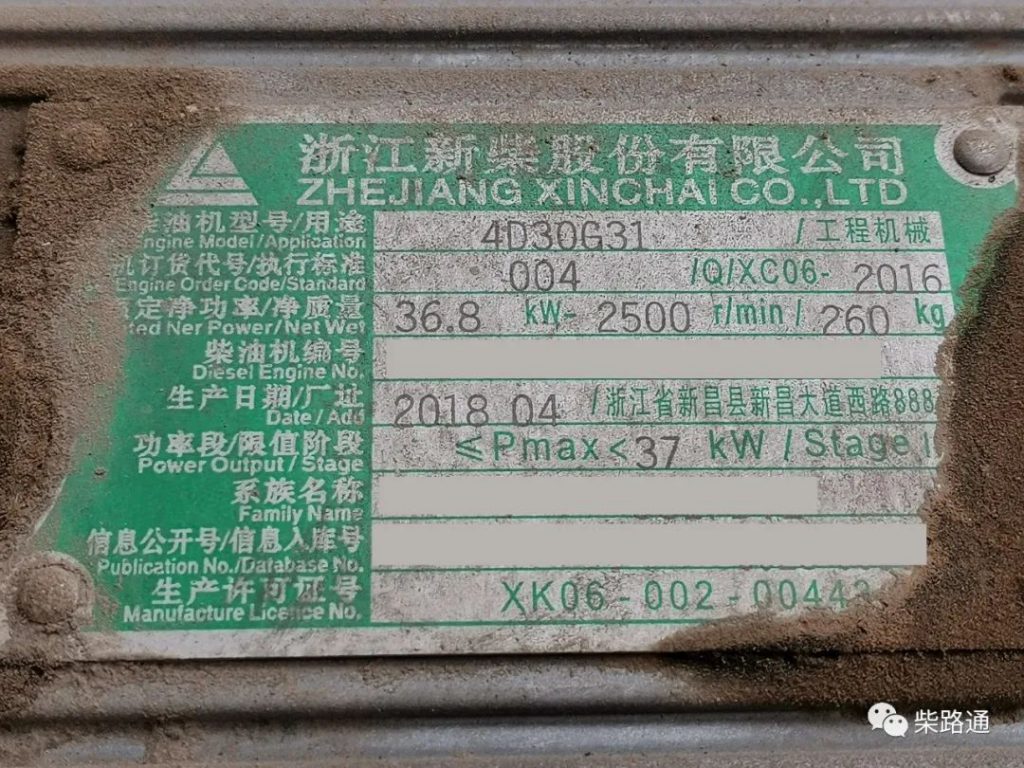 浙江新柴股份有限公司
ZHEJIANG XINCHAI CO.,LTD
油机型号/用途 4D30G31 /工程机械
Engine Model/Application
机订货代号/执行标准 004 /Q/XC06- 2016
Engine Order Code/Standard
定净功率/净质量 36.8 kW- 2500 r/min/ 260 kg
ted Ner Power/Net Wet
柴油机编号
Diesel Engine No.
生产日期/厂址 2018 04 /浙江省新昌县新昌大道西路888
Date/Add
功率段/限值阶段 ≤Pmax<37 kW/Stage
Power Output/Stage
系族名称
Family Name
信息公开号/信息入库号
Publication No./Database No.
生产许可证号 XK06-002-00443
Manufacture Licence No.
柴路通